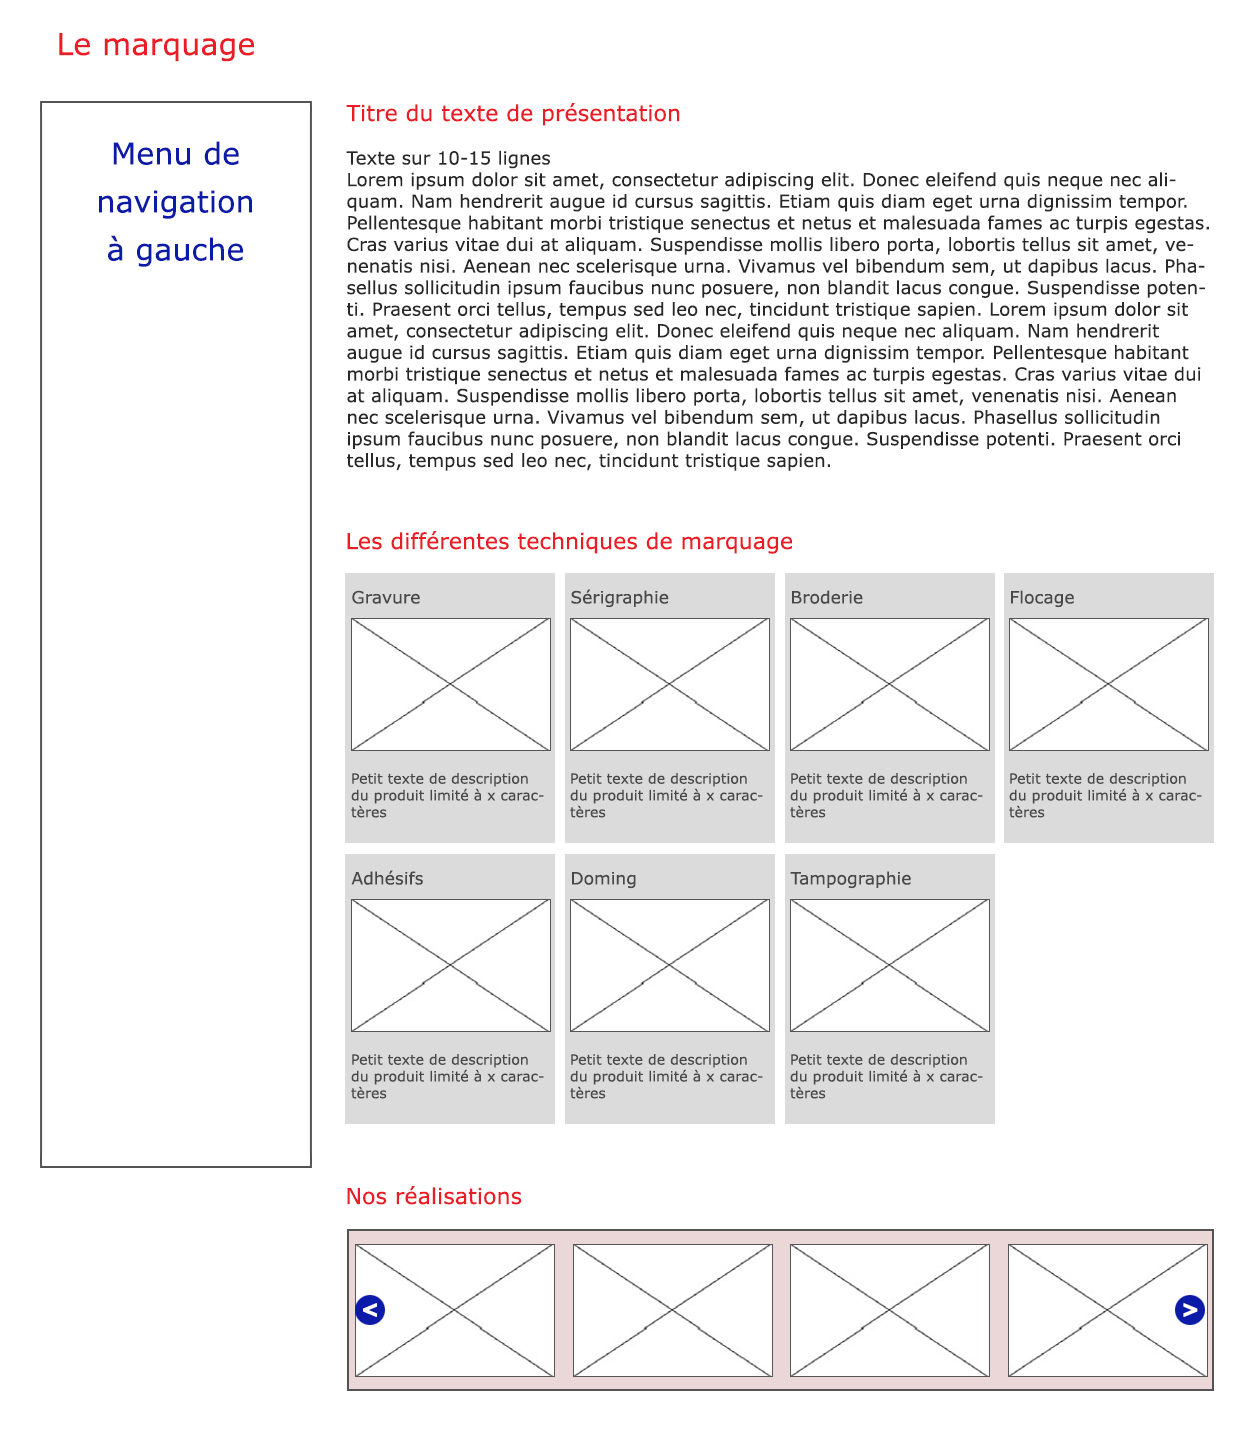 Le marquage
Menu de
navigation
à gauche
Titre du texte de présentation
Texte sur 10-15 lignes
Lorem ipsum dolor sit amet, consectetur adipiscing elit. Donec eleifend quis neque nec ali-
quam. Nam hendrerit augue id cursus sagittis. Etiam quis diam eget urna dignissim tempor.
Pellentesque habitant morbi tristique senectus et netus et malesuada fames ac turpis egestas.
Cras varius vitae dui at aliquam. Suspendisse mollis libero porta, lobortis tellus sit amet, ve-
nenatis nisi. Aenean nec scelerisque urna. Vivamus vel bibendum sem, ut dapibus lacus. Pha-
sellus sollicitudin ipsum faucibus nunc posuere, non blandit lacus congue. Suspendisse poten-
ti. Praesent orci tellus, tempus sed leo nec, tincidunt tristique sapien. Lorem ipsum dolor sit
amet, consectetur adipiscing elit. Donec eleifend quis neque nec aliquam. Nam hendrerit
augue id cursus sagittis. Etiam quis diam eget urna dignissim tempor. Pellentesque habitant
morbi tristique senectus et netus et malesuada fames ac turpis egestas. Cras varius vitae dui
at aliquam. Suspendisse mollis libero porta, lobortis tellus sit amet, venenatis nisi. Aenean
nec scelerisque urna. Vivamus vel bibendum sem, ut dapibus lacus. Phasellus sollicitudin
ipsum faucibus nunc posuere, non blandit lacus congue. Suspendisse potenti. Praesent orci
tellus, tempus sed leo nec, tincidunt tristique sapien.
Les différentes techniques de marquage
Gravure
Petit texte de description
du produit limité à x carac-
tères
Sérigraphie
Petit texte de description
du produit limité à x carac-
tères
Broderie
Petit texte de description
du produit limité à x carac-
tères
Flocage
Petit texte de description
du produit limité à x carac-
tères
Adhésifs
Petit texte de description
du produit limité à x carac-
tères
Doming
Petit texte de description
du produit limité à x carac-
tères
Tampographie
Petit texte de description
du produit limité à x carac-
tères
Nos réalisations
<
>